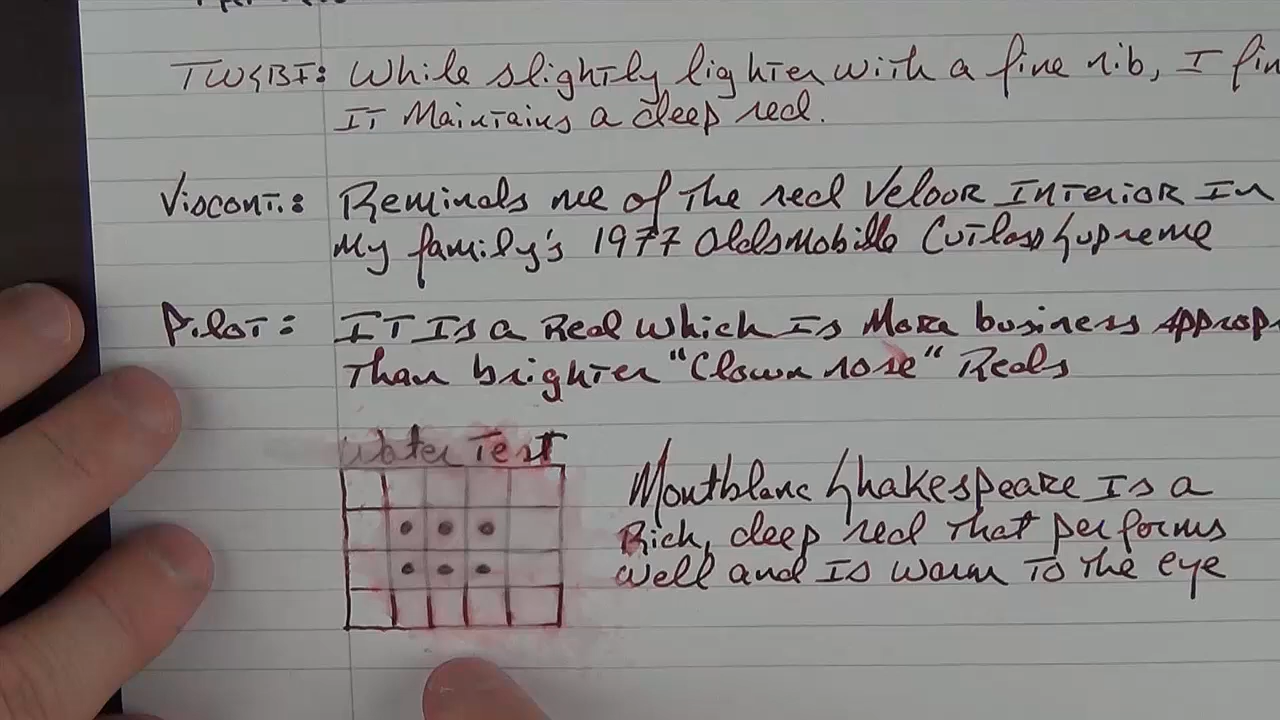 TWSBI: While slightly lighter with a fine nib, I fin
IT Maintains a deep red.
Visconti: Reminds me of The red Veloor Interior In
My family's 1977 Oldsmobille Cutlass Supreme
Pilot: IT Is a Red which Is More business Approp
Than brighter "Clown nose" Reds
Water Test
Montblanc Shakespeare Is a
Rich, deep red that performs
well and Is warm To The eye